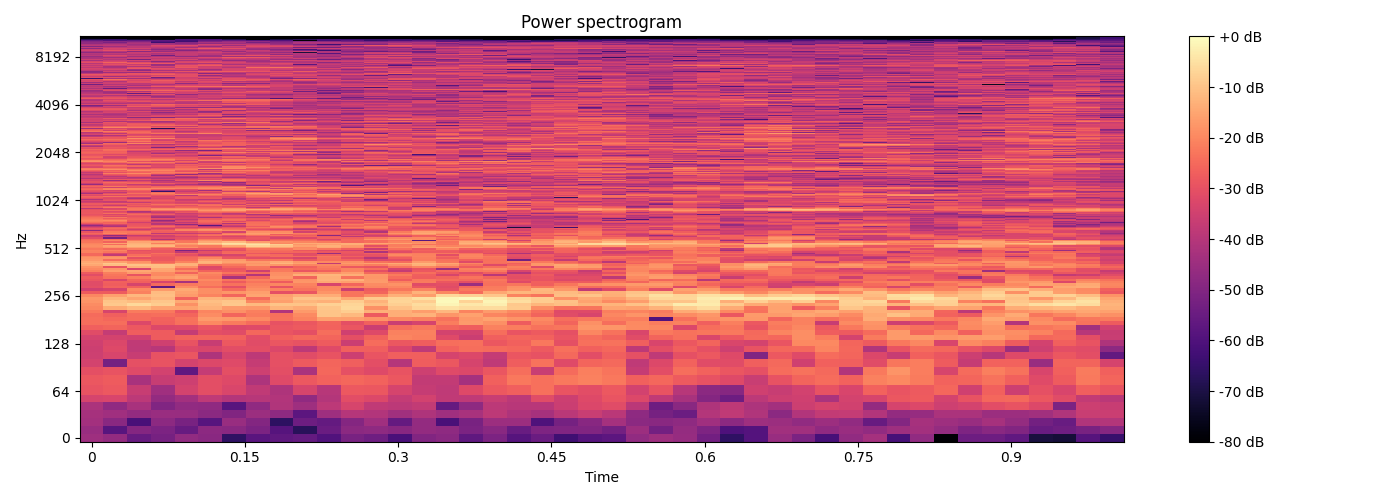 Power spectrogram
Hz
8192
4096
2048
1024
512
256
128
64
0
0 0.15 0.3 0.45 0.6 0.75 0.9
Time
+0 dB
-10 dB
-20 dB
-30 dB
-40 dB
-50 dB
-60 dB
-70 dB
-80 dB